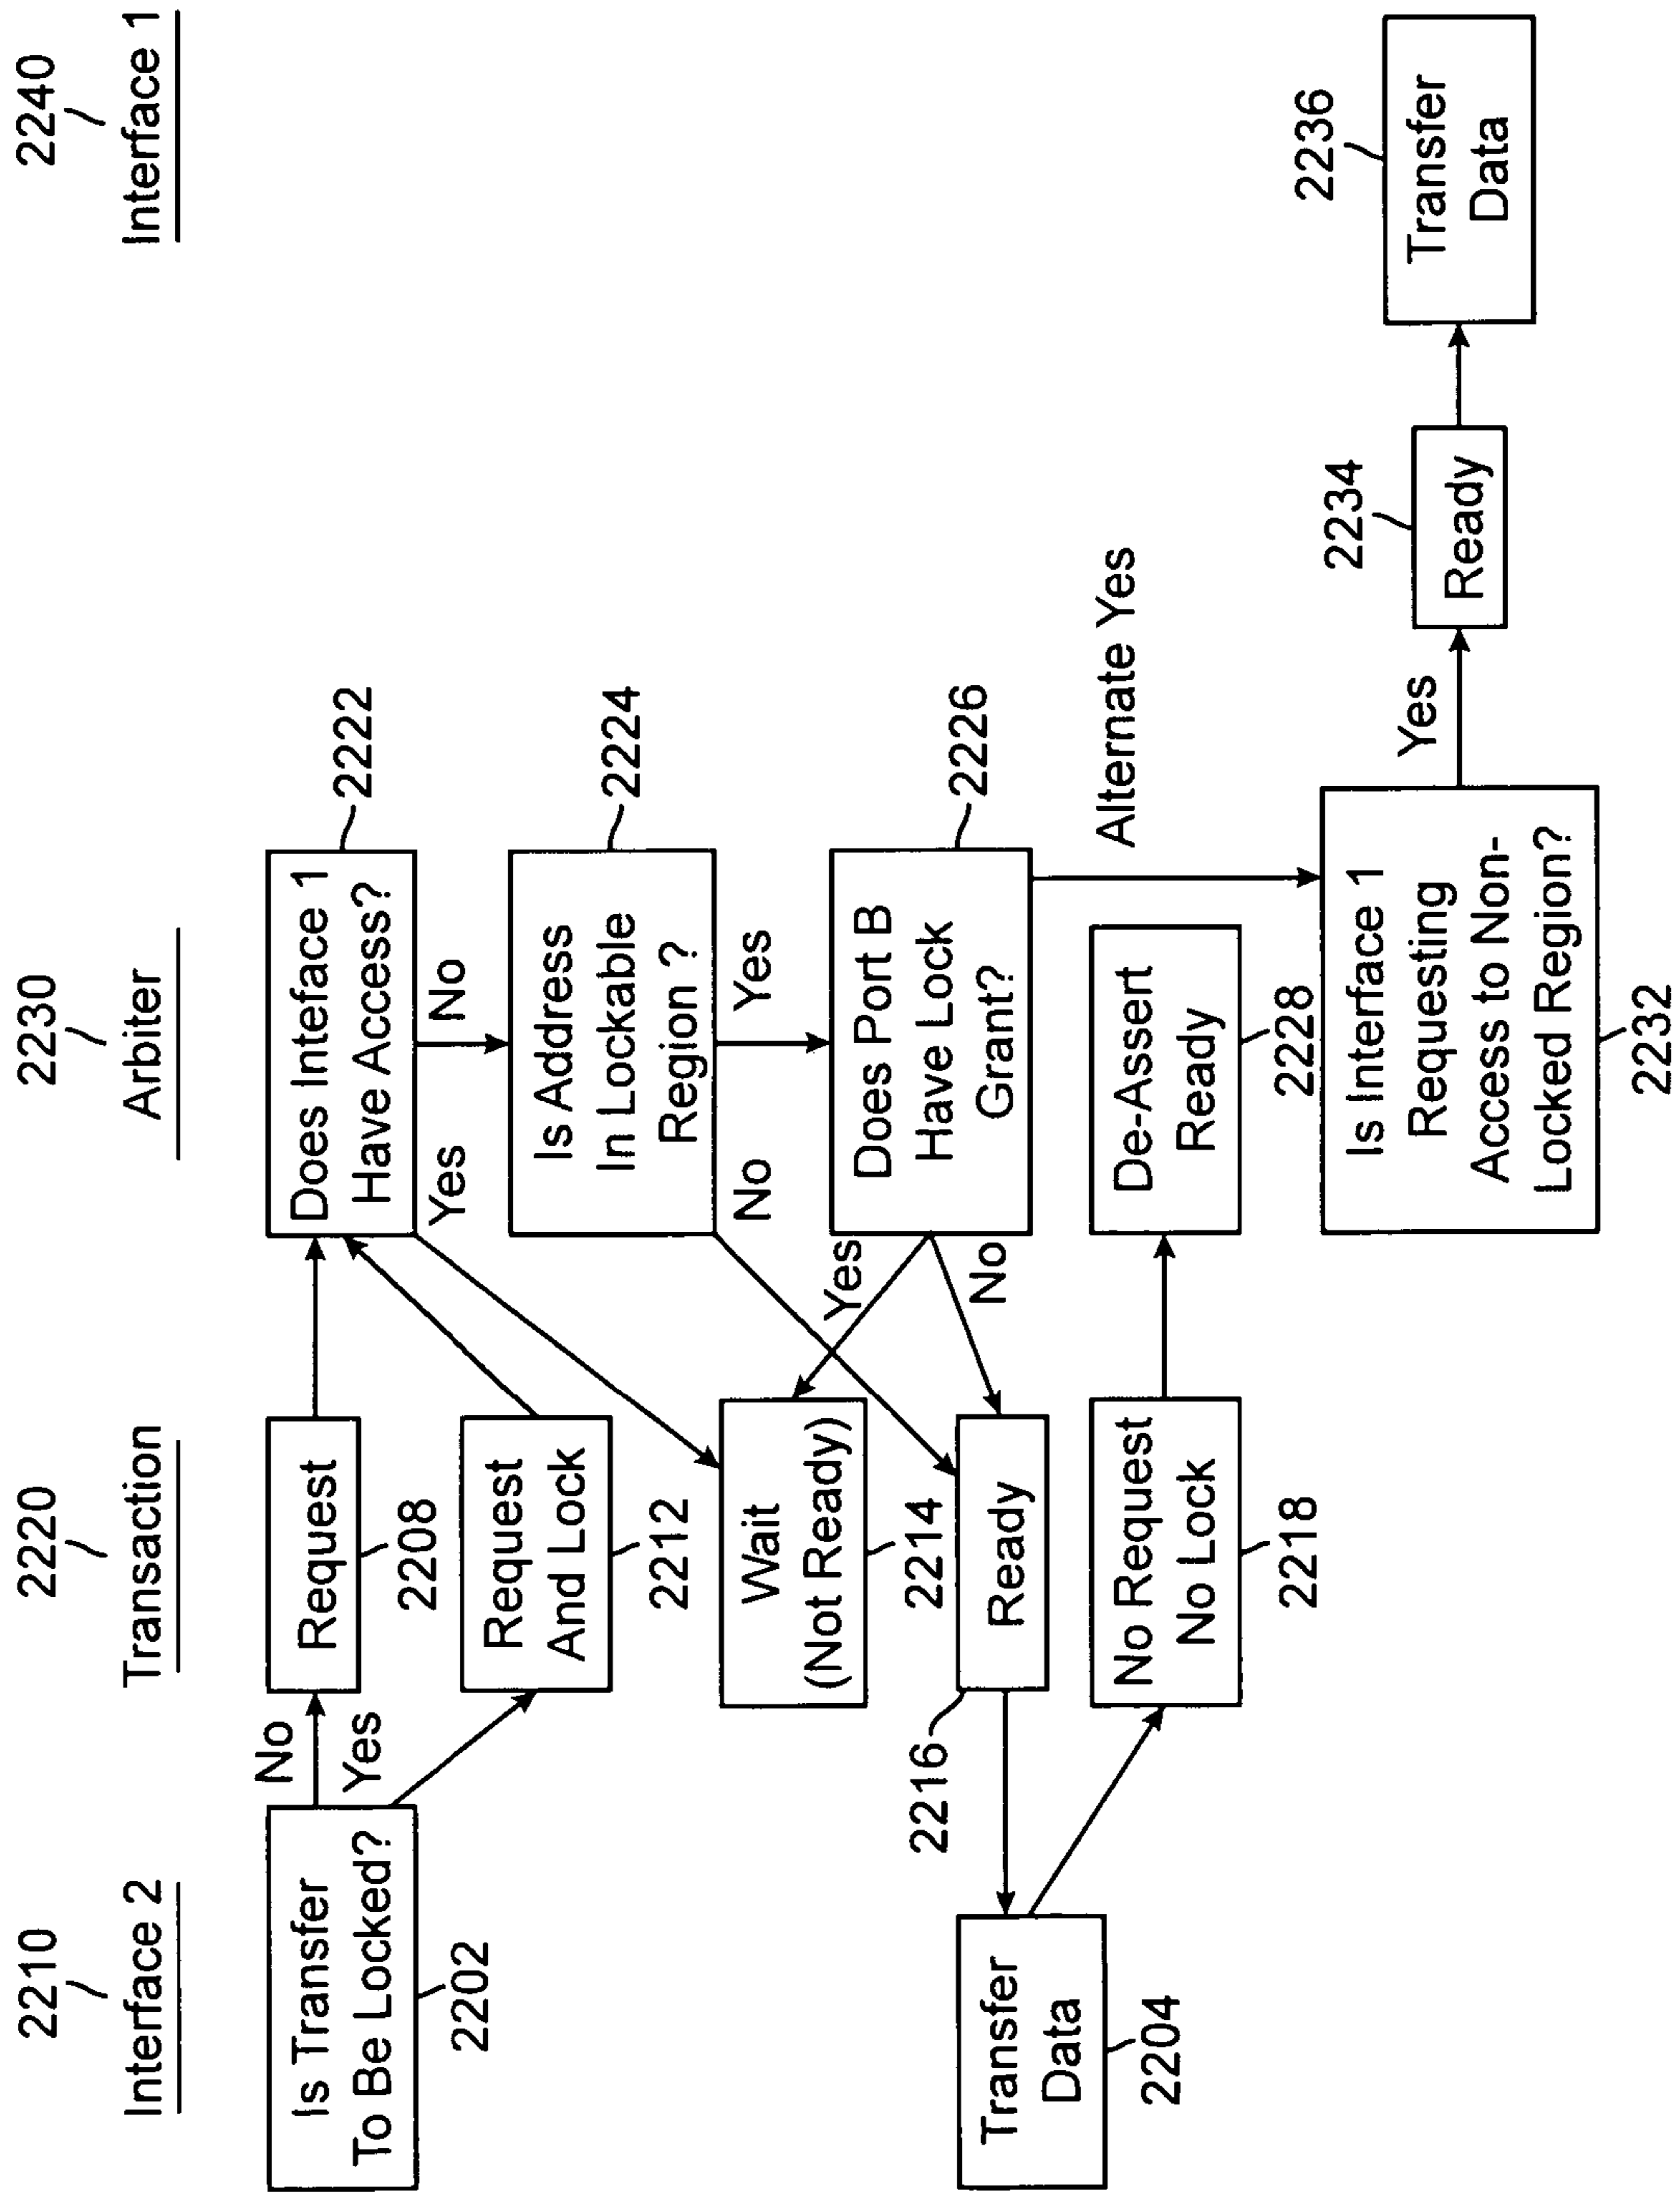 2210
Interface 2
2220
Transaction
2230
Arbiter
2240
Interface 1
Is Transfer
To Be Locked?
2202
No
Yes
Request
2208
Request
And Lock
2212
Does Inteface 1
Have Access?
2222
Yes
No
Is Address
In Lockable
Region ?
2224
No
Yes
Wait
(Not Ready)
2214
Does Port B
Have Lock
Grant?
2226
Yes
No
Alternate Yes
2216
Ready
Transfer
Data
2204
No Request
No Lock
2218
De-Assert
Ready
2228
Is Interface 1
Requesting
Access to Non-
Locked Region?
2232
Yes
Ready
2234
Transfer
Data
2236